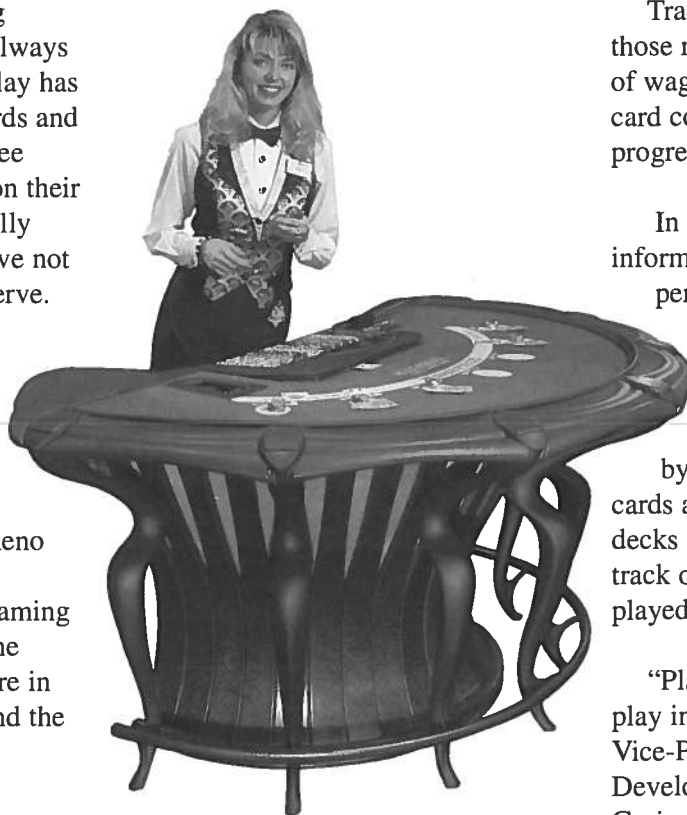 lways
lay has
rds and
ee
on their
lly
ve not
erve.
eno
aming
ne
re in
nd the
Tra
those n
of wag
card co
progre
In
inform
per
by
cards a
decks
track o
played
“Pla
play in
Vice-P
Develo